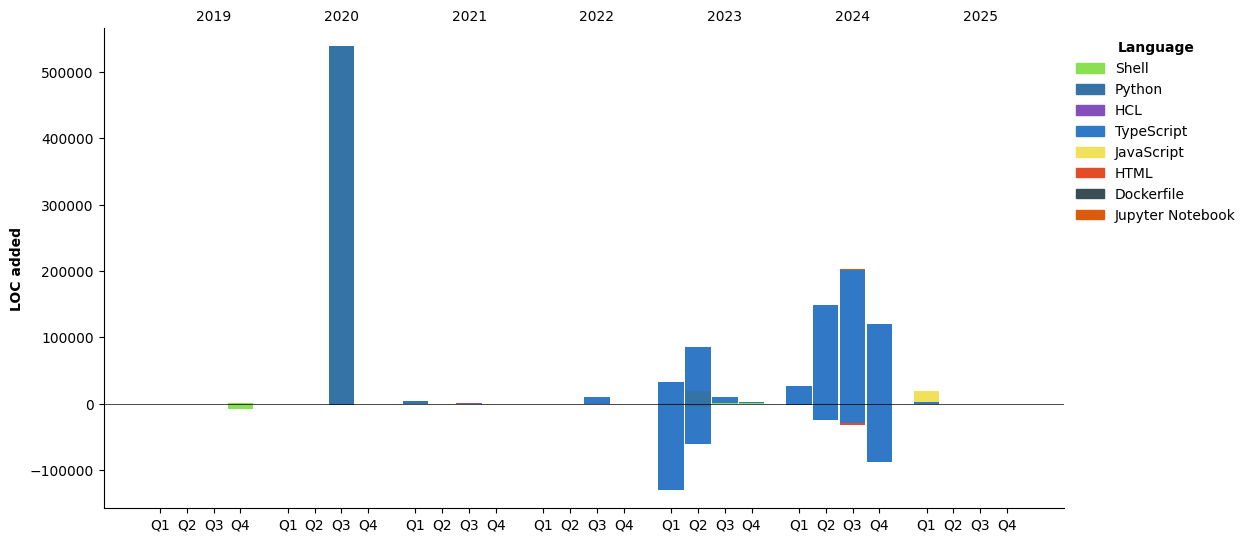 2019 2020 2021 2022 2023 2024 2025
Language
Shell
Python
HCL
TypeScript
JavaScript
HTML
Dockerfile
Jupyter Notebook
LOC added
500000
400000
300000
200000
100000
0
−100000
Q1 Q2 Q3 Q4 Q1 Q2 Q3 Q4 Q1 Q2 Q3 Q4 Q1 Q2 Q3 Q4 Q1 Q2 Q3 Q4 Q1 Q2 Q3 Q4 Q1 Q2 Q3 Q4